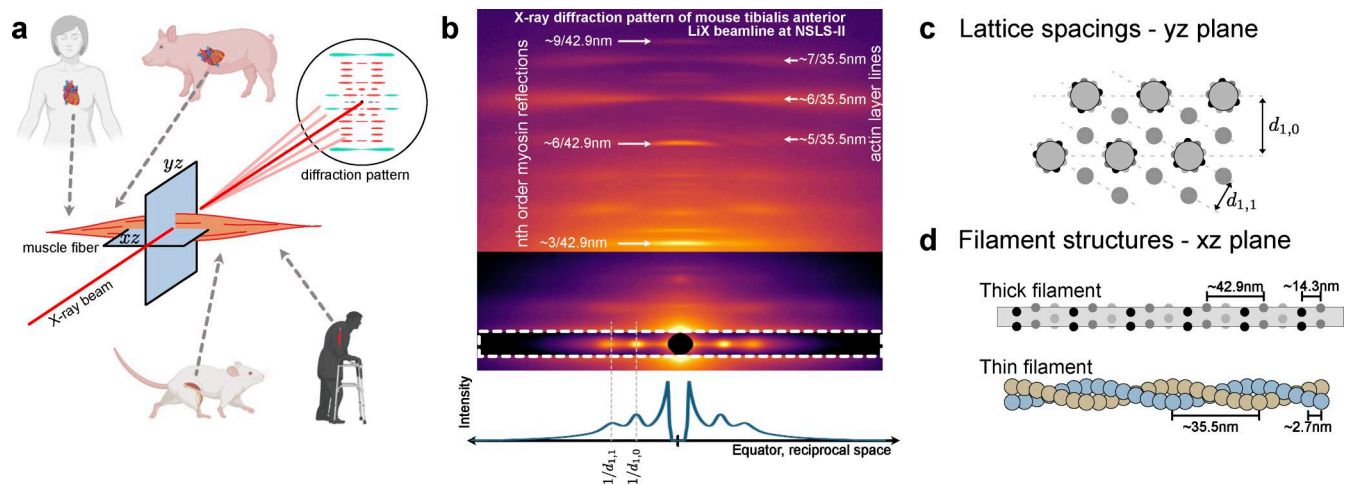 a
yz
diffraction pattern
xz
muscle fiber
X-ray beam
b
X-ray diffraction pattern of mouse tibialis anterior
LiX beamline at NSLS-II
~9/42.9nm
~7/35.5nm
~6/35.5nm
~6/42.9nm
~5/35.5nm
~3/42.9nm
nth order myosin reflections
actin layer lines
Intensity
Equator, reciprocal space
1/d1,1
1/d1,0
c Lattice spacings - yz plane
d1,0
d1,1
d Filament structures - xz plane
Thick filament
~42.9nm
~14.3nm
Thin filament
~35.5nm
~2.7nm